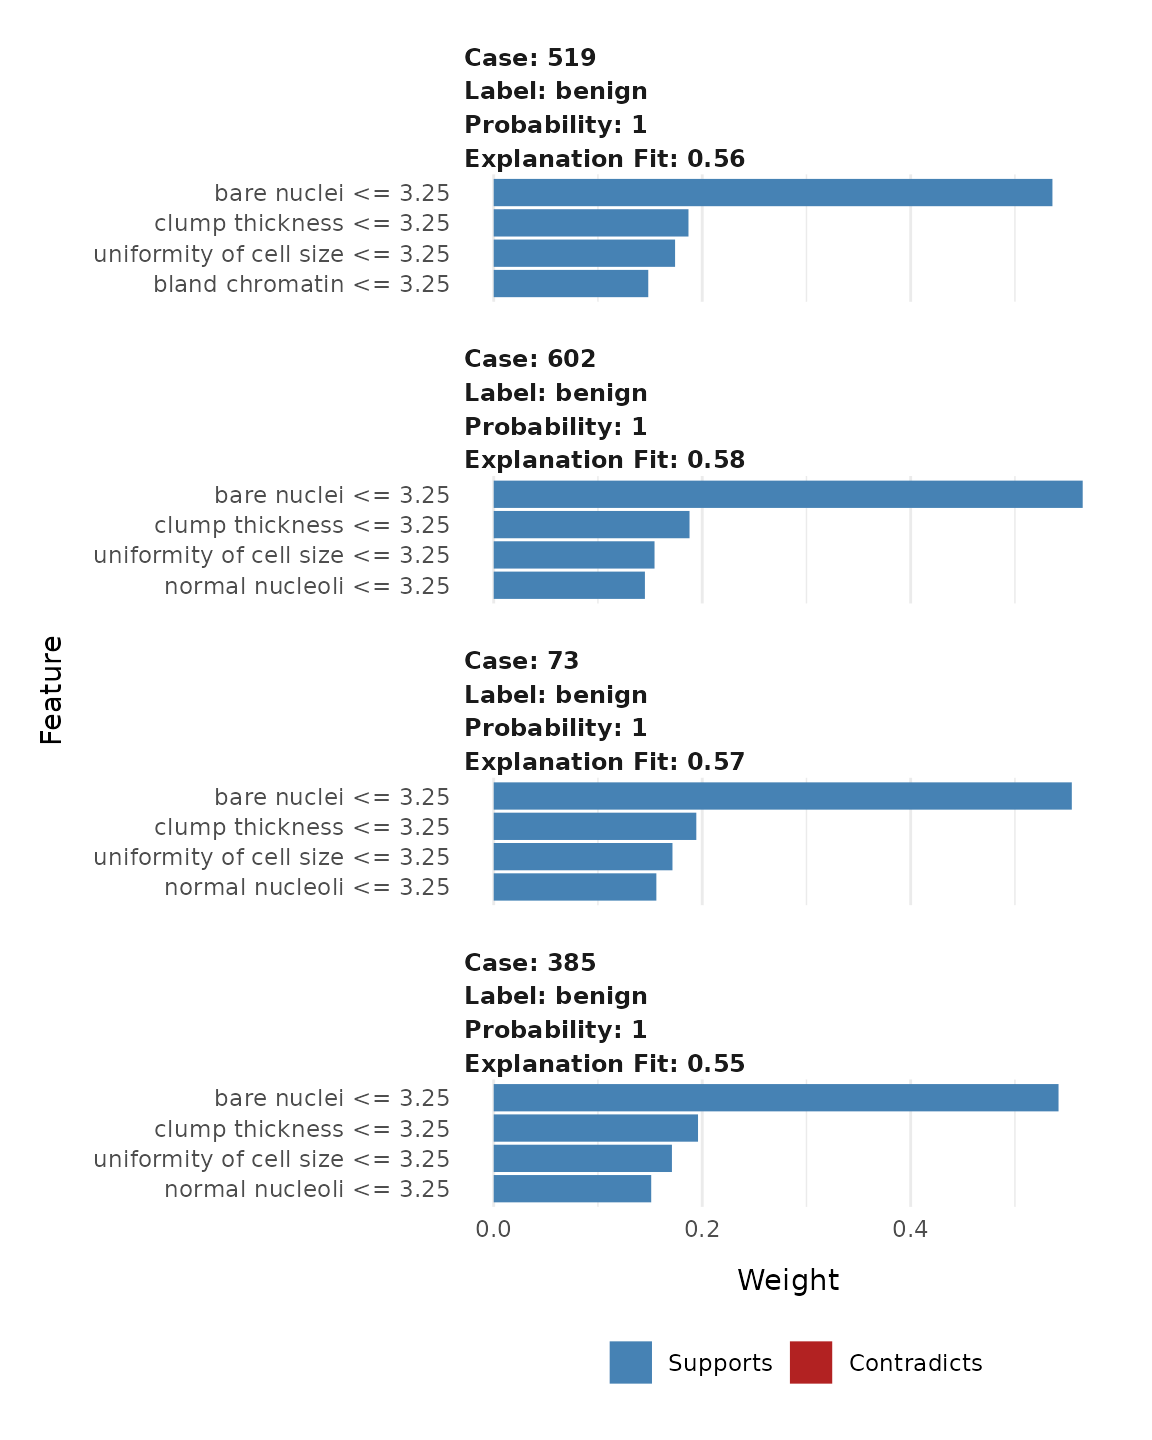 Case: 519
Label: benign
Probability: 1
Explanation Fit: 0.56
bare nuclei <= 3.25
clump thickness <= 3.25
uniformity of cell size <= 3.25
bland chromatin <= 3.25
Case: 602
Label: benign
Probability: 1
Explanation Fit: 0.58
bare nuclei <= 3.25
clump thickness <= 3.25
uniformity of cell size <= 3.25
normal nucleoli <= 3.25
Feature
Case: 73
Label: benign
Probability: 1
Explanation Fit: 0.57
bare nuclei <= 3.25
clump thickness <= 3.25
uniformity of cell size <= 3.25
normal nucleoli <= 3.25
Case: 385
Label: benign
Probability: 1
Explanation Fit: 0.55
bare nuclei <= 3.25
clump thickness <= 3.25
uniformity of cell size <= 3.25
normal nucleoli <= 3.25
0.0 0.2 0.4
Weight
Supports Contradicts